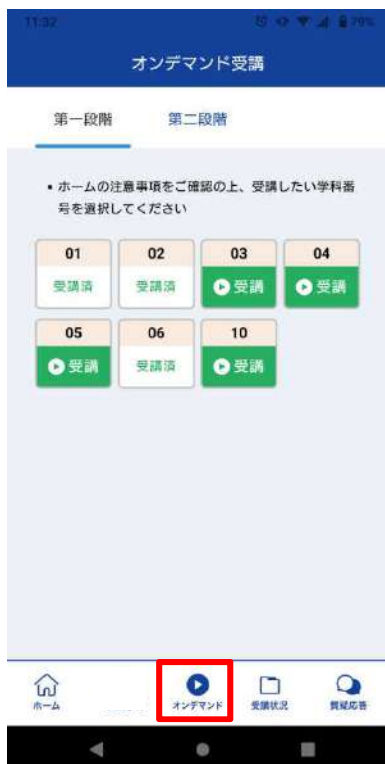 11:32 79%
オンデマンド受講
第一段階 第二段階
• ホームの注意事項をご確認の上、受講したい学科番
号を選択してください
01 02 03 04
受講済 受講済 受講 受講
05 06 10
受講 受講済 受講
ホーム オンデマンド 受講状況 質疑応答